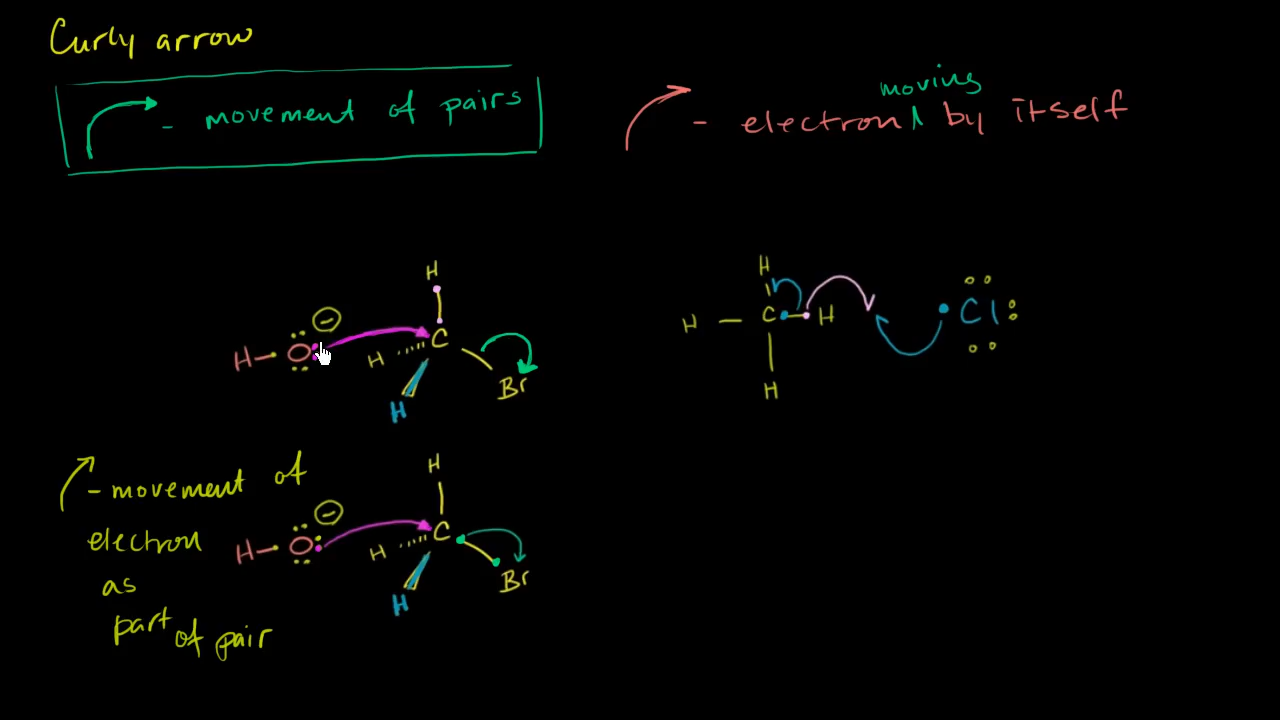 Curly arrow
- movement of pairs
moving
- electron by itself
H
H - O ⊖
H C
H Br
H
H - C - H Cl
H
- movement of
electron
as
part of pair
H
H - O ⊖
H C
H Br